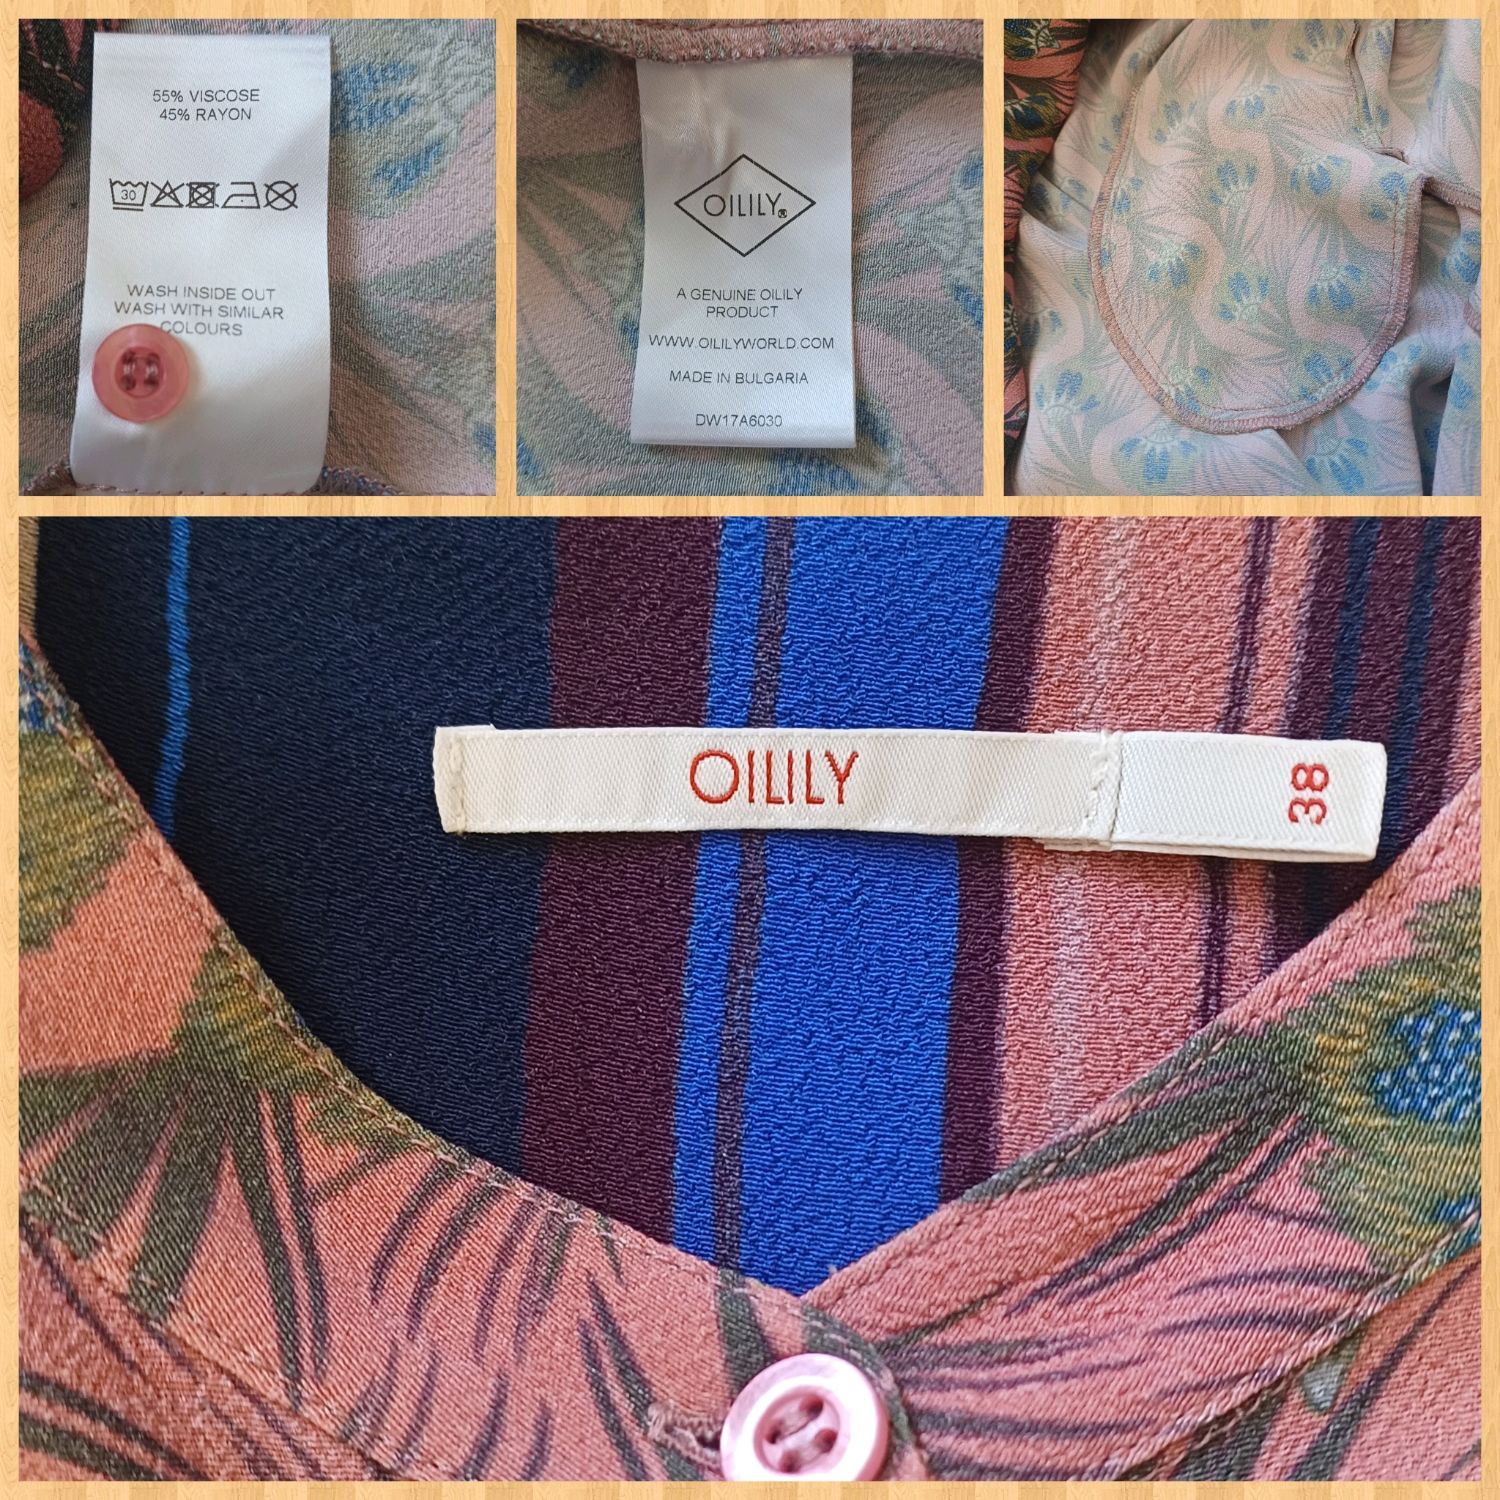 55% VISCOSE
45% RAYON
30
WASH INSIDE OUT
WASH WITH SIMILAR
COLOURS
OILILY®
A GENUINE OILILY
PRODUCT
WWW.OILILYWORLD.COM
MADE IN BULGARIA
DW17A6030
OILILY
38